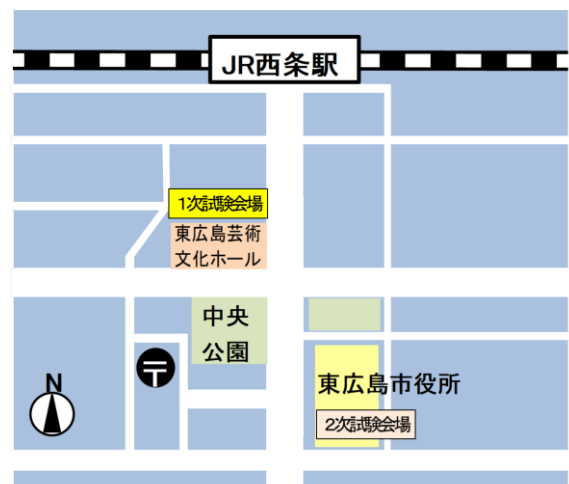 JR西条駅
1次試験会場
東広島芸術
文化ホール
中央
公園
〒
東広島市役所
2次試験会場
N